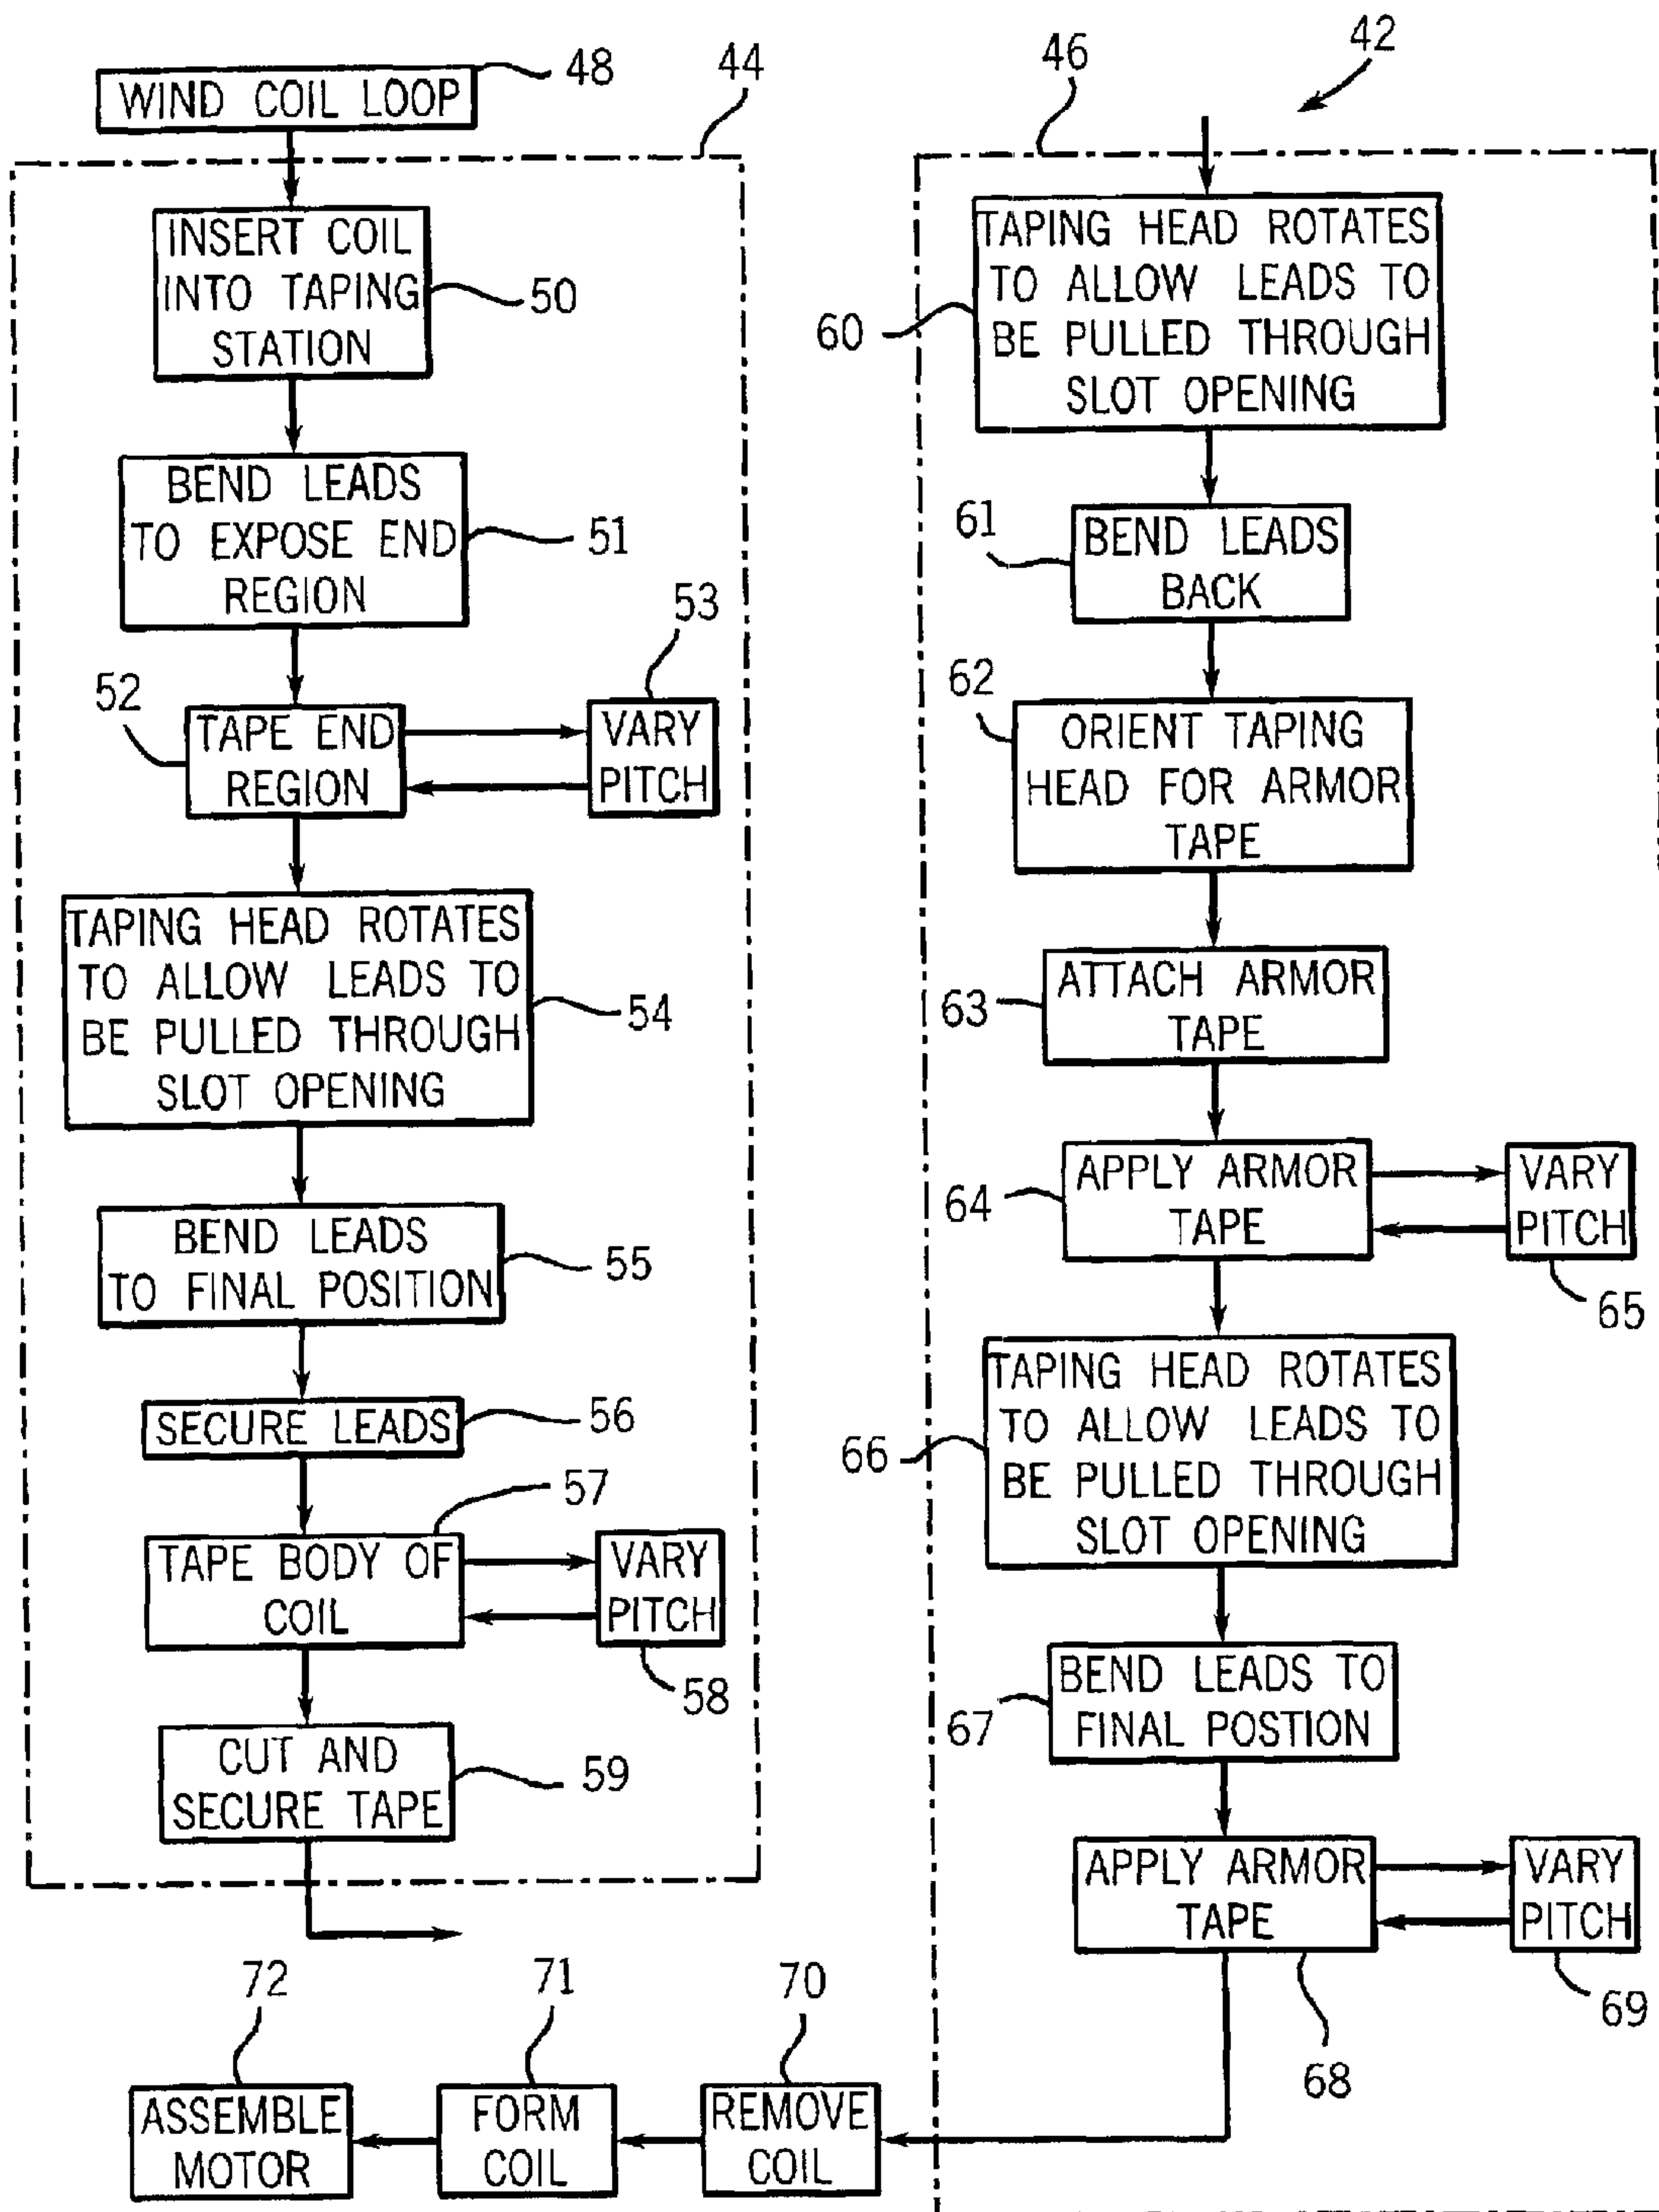 48
WIND COIL LOOP
44
INSERT COIL
INTO TAPING
STATION
50
BEND LEADS
TO EXPOSE END
REGION
51
52
TAPE END
REGION
53
VARY
PITCH
TAPING HEAD ROTATES
TO ALLOW LEADS TO
BE PULLED THROUGH
SLOT OPENING
54
BEND LEADS
TO FINAL POSITION
55
SECURE LEADS
56
57
TAPE BODY OF
COIL
VARY
PITCH
58
CUT AND
SECURE TAPE
59
42
46
TAPING HEAD ROTATES
TO ALLOW LEADS TO
BE PULLED THROUGH
SLOT OPENING
60
61
BEND LEADS
BACK
62
ORIENT TAPING
HEAD FOR ARMOR
TAPE
63
ATTACH ARMOR
TAPE
64
APPLY ARMOR
TAPE
VARY
PITCH
65
66
TAPING HEAD ROTATES
TO ALLOW LEADS TO
BE PULLED THROUGH
SLOT OPENING
67
BEND LEADS TO
FINAL POSTION
APPLY ARMOR
TAPE
68
VARY
PITCH
69
70
REMOVE
COIL
71
FORM
COIL
72
ASSEMBLE
MOTOR